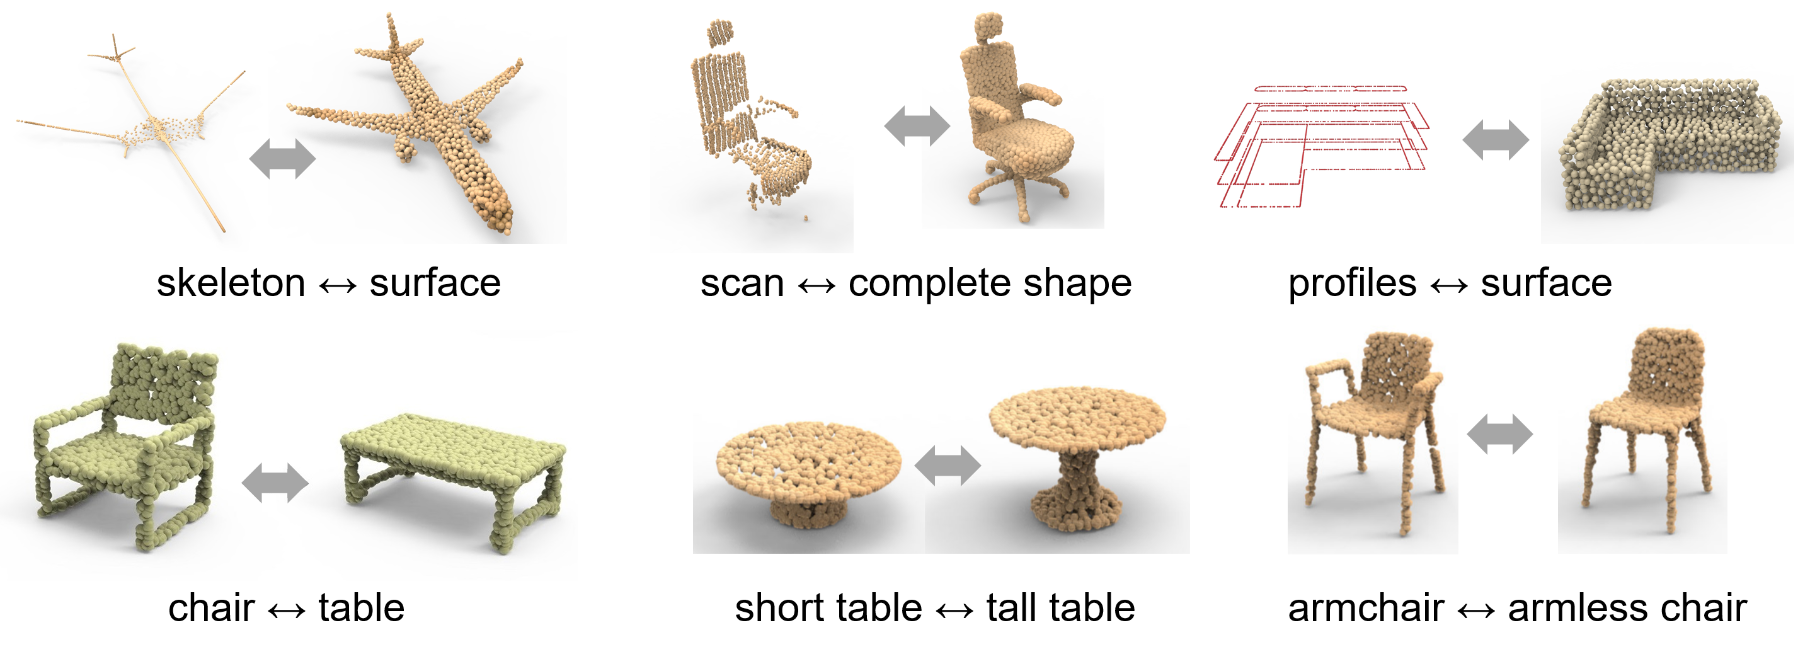 skeleton ↔ surface
scan ↔ complete shape
profiles ↔ surface
chair ↔ table
short table ↔ tall table
armchair ↔ armless chair